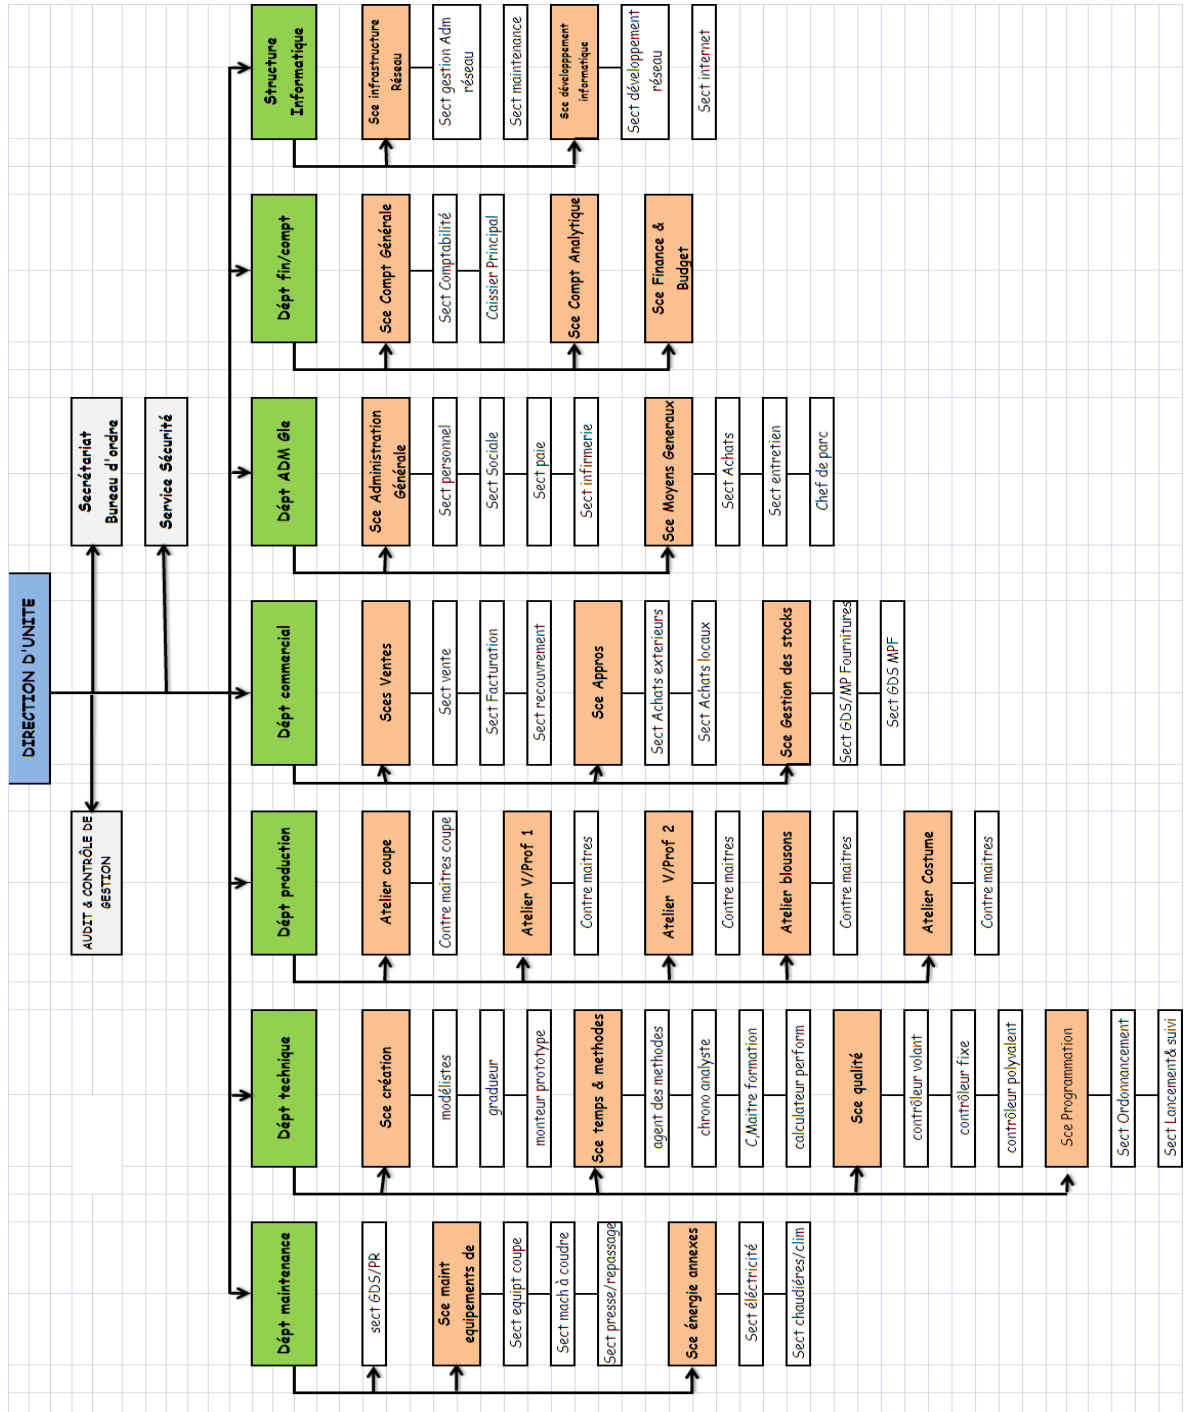 DIRECTION D'UNITE
AUDIT & CONTRÔLE DE
GESTION
Secrétariat
Bureau d'ordre
Service Sécurité
Dépt maintenance
sect GDS/PR
Sce maint
equipements de
Sect equipt coupe
Sect mach à coudre
Sect presse/repassage
Sce énergie annexes
Sect éléctricité
Sect chaudiéres/clim
Dépt technique
Sce création
modélistes
gradueur
monteur prototype
Sce temps & methodes
agent des methodes
chrono analyste
C,Maitre formation
calculateur perform
Sce qualité
contrôleur volant
contrôleur fixe
contrôleur polyvalent
Sce Programmation
Sect Ordonnancement
Sect Lancement& suivi
Dépt production
Atelier coupe
Contre maitres coupe
Atelier V/Prof 1
Contre maitres
Atelier V/Prof 2
Contre maitres
Atelier blousons
Contre maitres
Atelier Costume
Contre maitres
Dépt commercial
Sces Ventes
Sect vente
Sect Facturation
Sect recouvrement
Sce Appros
Sect Achats exterieurs
Sect Achats locaux
Sce Gestion des stocks
Sect GDS/MP Fournitures
Sect GDS MPF
Dépt ADM Gle
Sce Administration
Générale
Sect personnel
Sect Sociale
Sect paie
Sect infirmerie
Sce Moyens Generaux
Sect Achats
Sect entretien
Chef de parc
Dépt fin/compt
Sce Compt Générale
Sect Comptabilité
Caissier Principal
Sce Compt Analytique
Sce Finance &
Budget
Structure
Informatique
Sce infrastructure
Réseau
Sect gestion Adm
réseau
Sect maintenance
Sce développpement
informatique
Sect développement
réseau
Sect internet